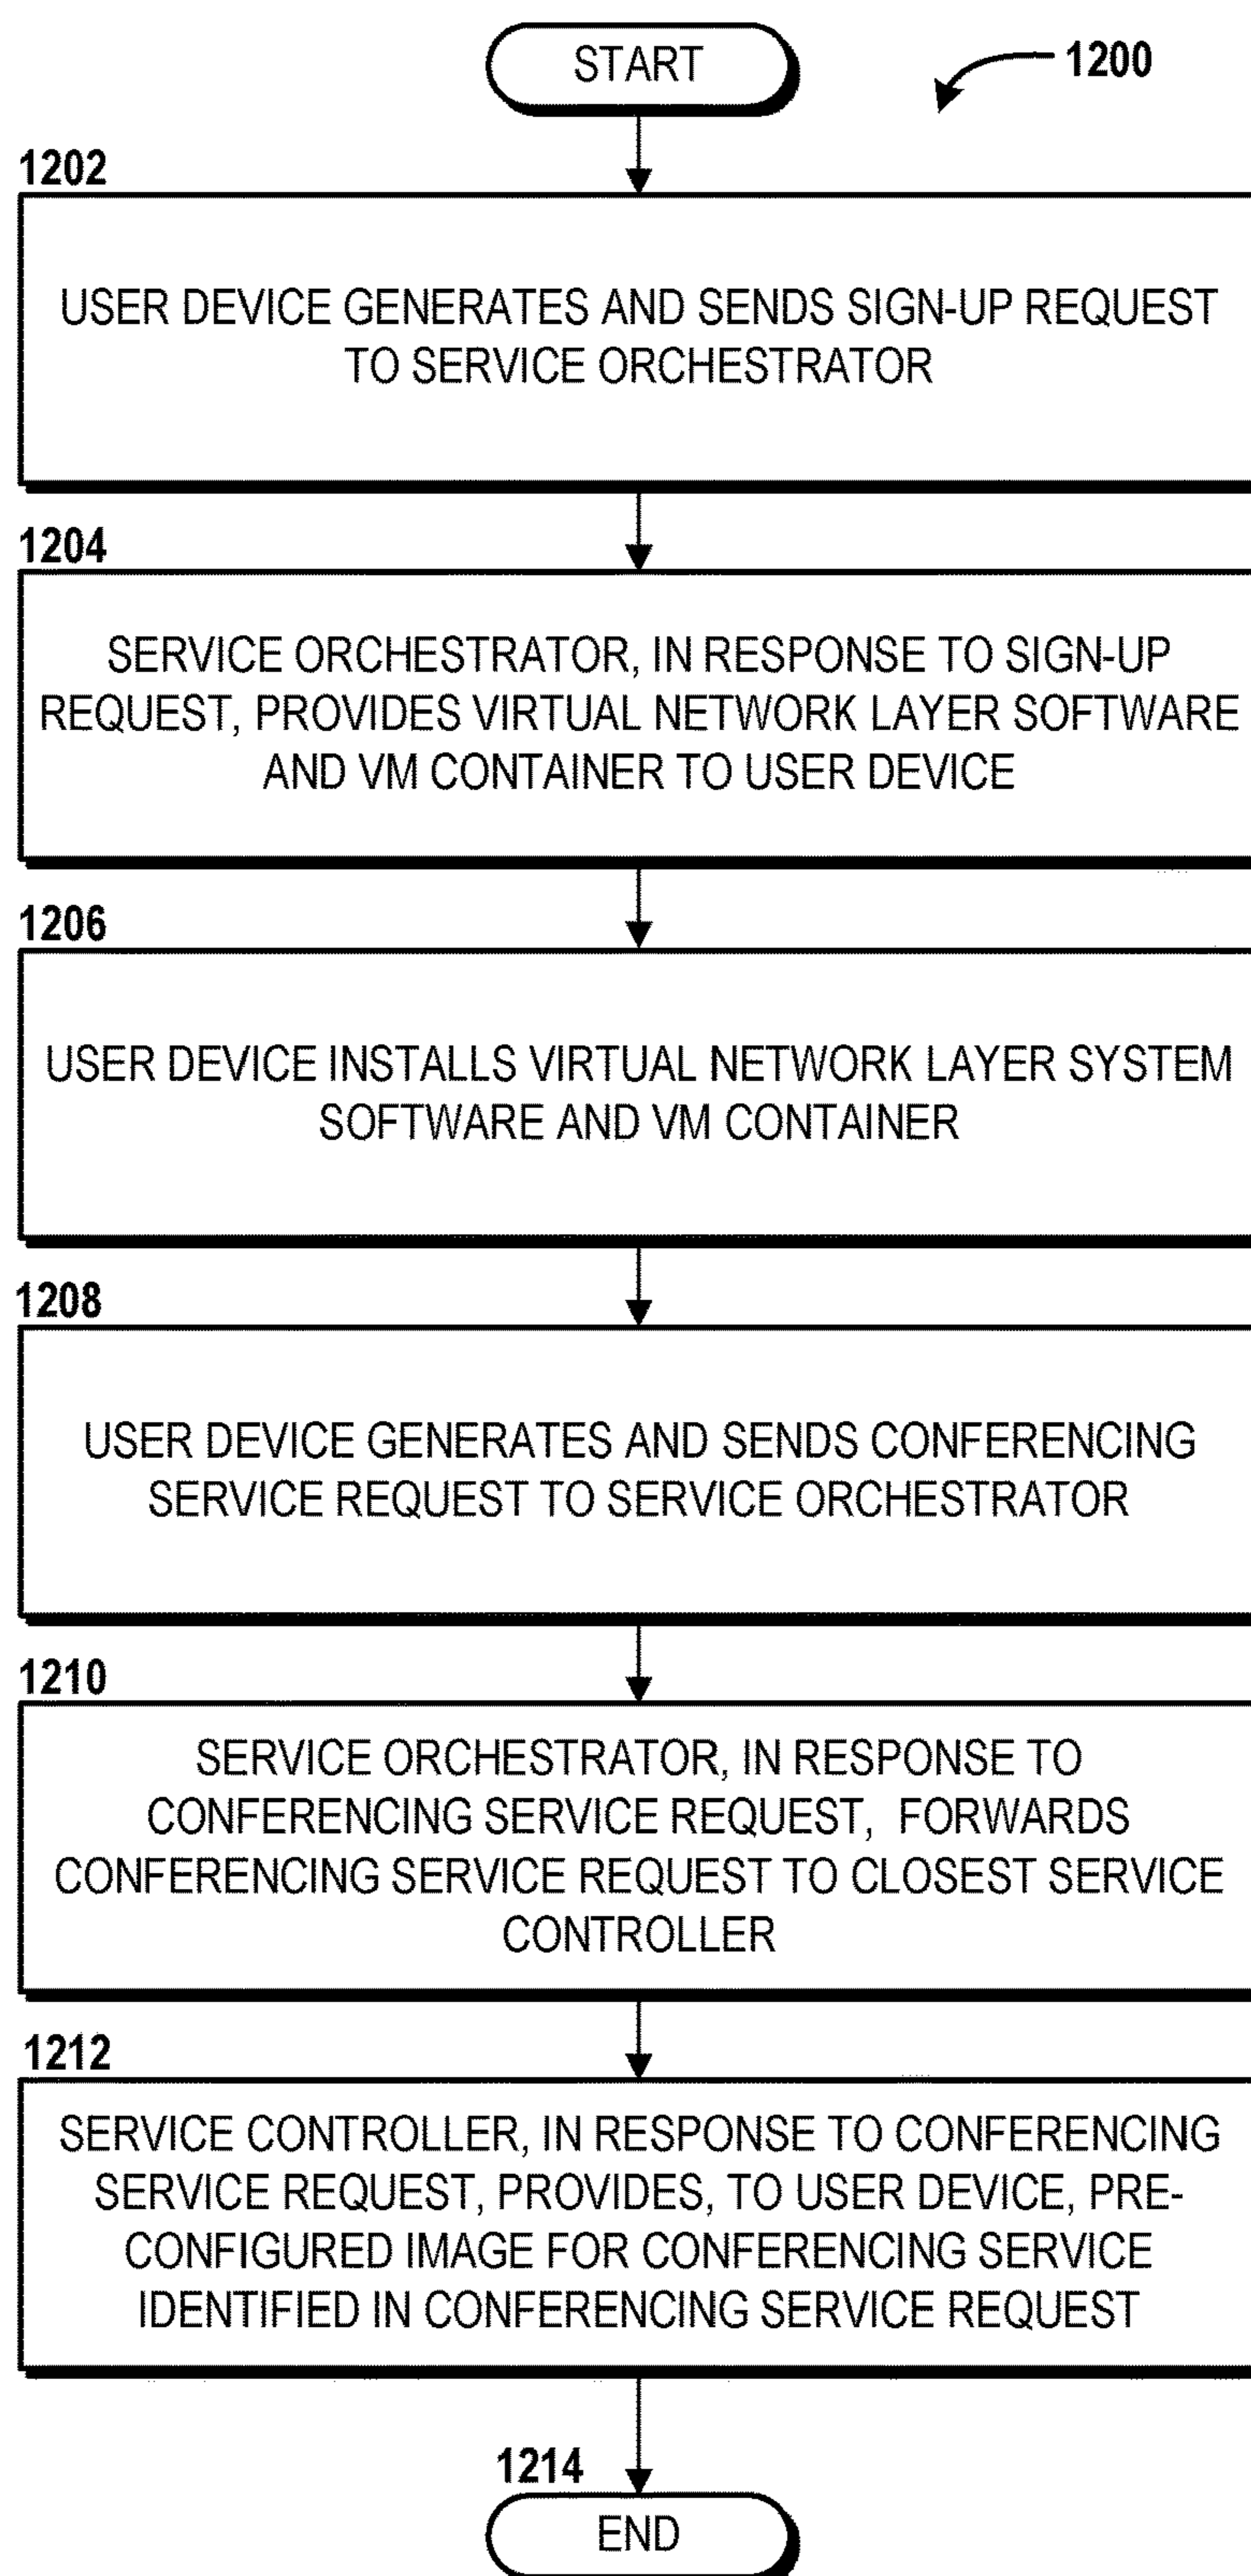 START
1200
1202
USER DEVICE GENERATES AND SENDS SIGN-UP REQUEST
TO SERVICE ORCHESTRATOR
1204
SERVICE ORCHESTRATOR, IN RESPONSE TO SIGN-UP
REQUEST, PROVIDES VIRTUAL NETWORK LAYER SOFTWARE
AND VM CONTAINER TO USER DEVICE
1206
USER DEVICE INSTALLS VIRTUAL NETWORK LAYER SYSTEM
SOFTWARE AND VM CONTAINER
1208
USER DEVICE GENERATES AND SENDS CONFERENCING
SERVICE REQUEST TO SERVICE ORCHESTRATOR
1210
SERVICE ORCHESTRATOR, IN RESPONSE TO
CONFERENCING SERVICE REQUEST, FORWARDS
CONFERENCING SERVICE REQUEST TO CLOSEST SERVICE
CONTROLLER
1212
SERVICE CONTROLLER, IN RESPONSE TO CONFERENCING
SERVICE REQUEST, PROVIDES, TO USER DEVICE, PRE-
CONFIGURED IMAGE FOR CONFERENCING SERVICE
IDENTIFIED IN CONFERENCING SERVICE REQUEST
1214
END